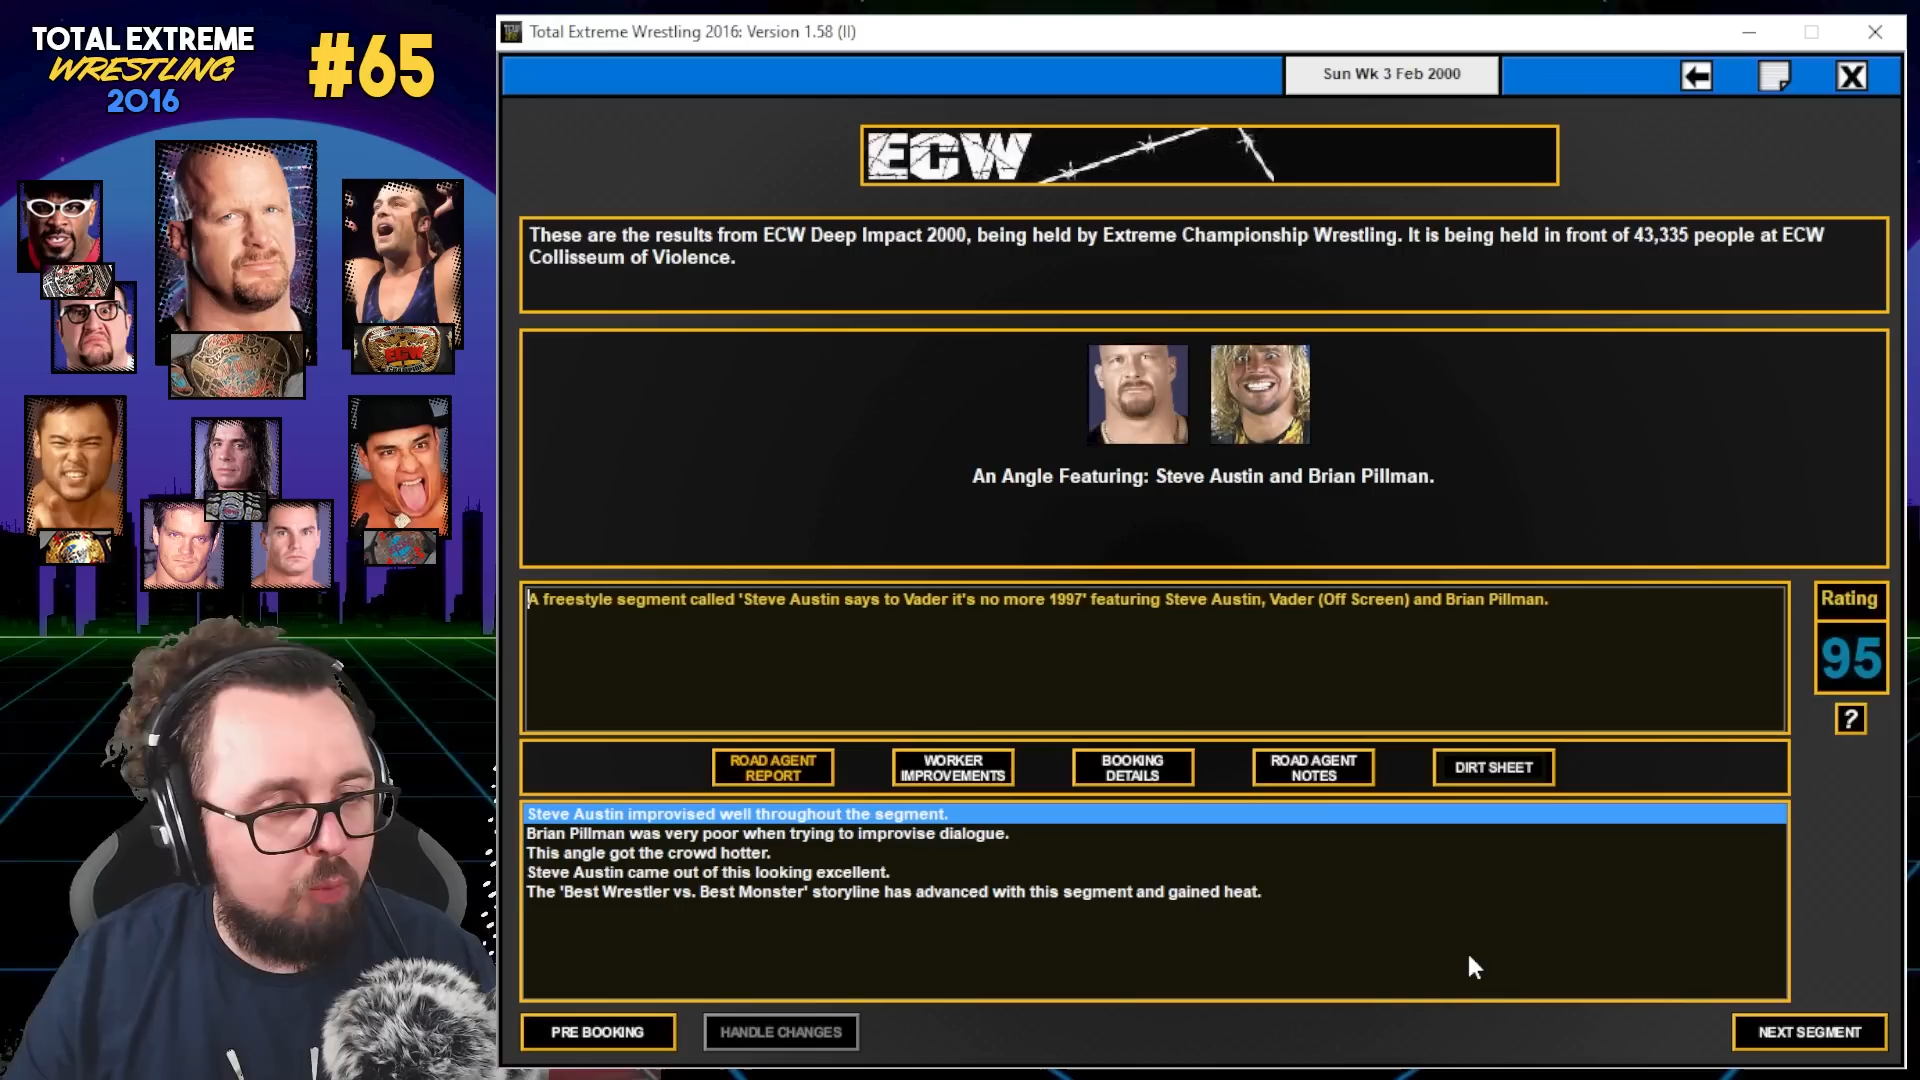 TOTAL EXTREME
WRESTLING
2016
#65
Total Extreme Wrestling 2016: Version 1.58 (II)
Sun Wk 3 Feb 2000
ECW
These are the results from ECW Deep Impact 2000, being held by Extreme Championship Wrestling. It is being held in front of 43,335 people at ECW
Collisseum of Violence.
An Angle Featuring: Steve Austin and Brian Pillman.
A freestyle segment called 'Steve Austin says to Vader it's no more 1997' featuring Steve Austin, Vader (Off Screen) and Brian Pillman.
Rating
95
?
ROAD AGENT
REPORT
WORKER
IMPROVEMENTS
BOOKING
DETAILS
ROAD AGENT
NOTES
DIRT SHEET
Steve Austin improvised well throughout the segment.
Brian Pillman was very poor when trying to improvise dialogue.
This angle got the crowd hotter.
Steve Austin came out of this looking excellent.
The 'Best Wrestler vs. Best Monster' storyline has advanced with this segment and gained heat.
PRE BOOKING
HANDLE CHANGES
NEXT SEGMENT